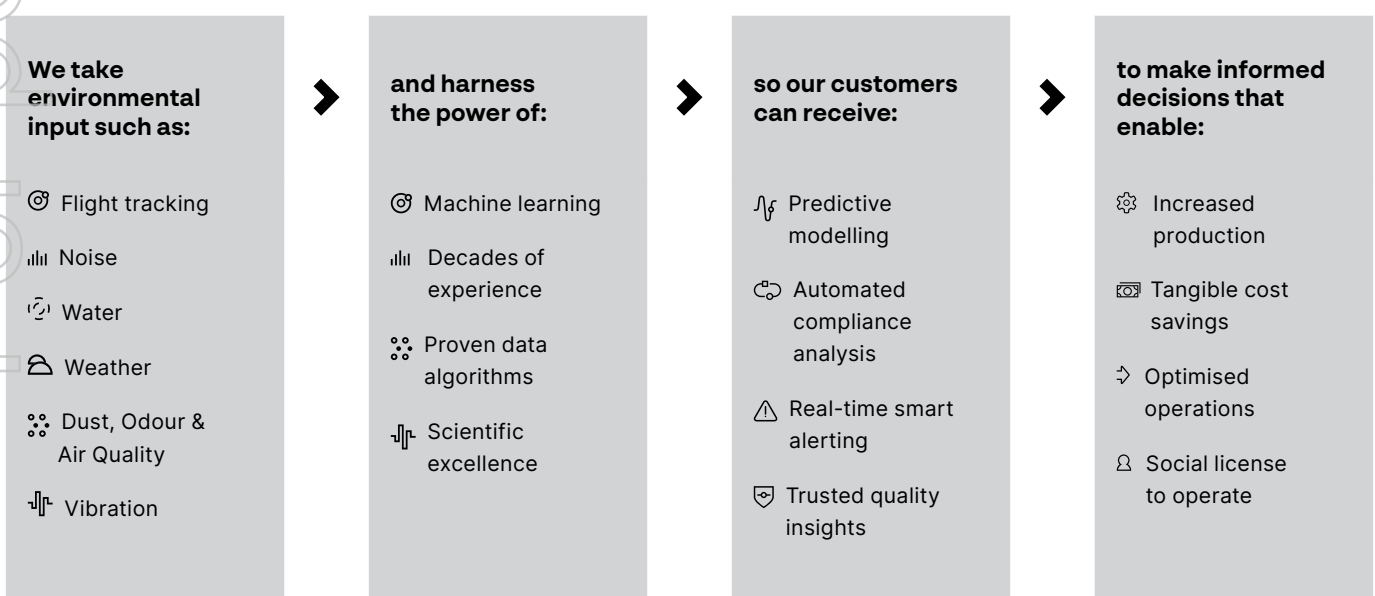 We take
environmental
input such as:
Flight tracking
Noise
Water
Weather
Dust, Odour &
Air Quality
Vibration
and harness
the power of:
Machine learning
Decades of
experience
Proven data
algorithms
Scientific
excellence
so our customers
can receive:
Predictive
modelling
Automated
compliance
analysis
Real-time smart
alerting
Trusted quality
insights
to make informed
decisions that
enable:
Increased
production
Tangible cost
savings
Optimised
operations
Social license
to operate